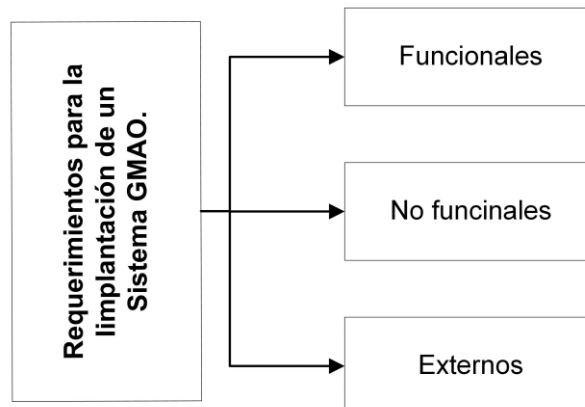 Requerimientos para la
Iimplantación de un
Sistema GMAO.
Funcionales
No funcinales
Externos